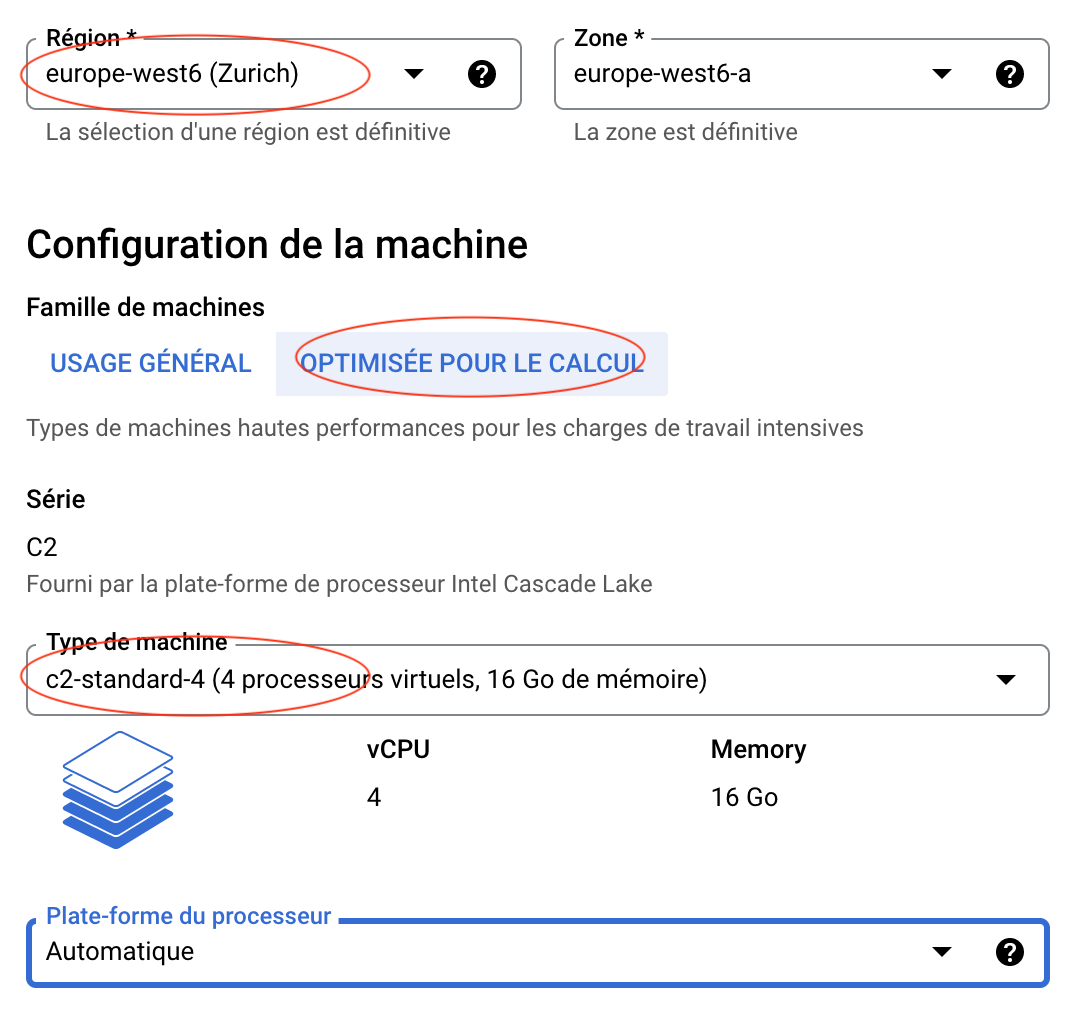 Région *
Zone *
europe-west6 (Zurich)
europe-west6-a
La sélection d'une région est définitive
La zone est définitive
Configuration de la machine
Famille de machines
USAGE GÉNÉRAL
OPTIMISÉE POUR LE CALCUL
Types de machines hautes performances pour les charges de travail intensives
Série
C2
Fourni par la plate-forme de processeur Intel Cascade Lake
Type de machine
c2-standard-4 (4 processeurs virtuels, 16 Go de mémoire)
vCPU
Memory
4
16 Go
Plate-forme du processeur
Automatique